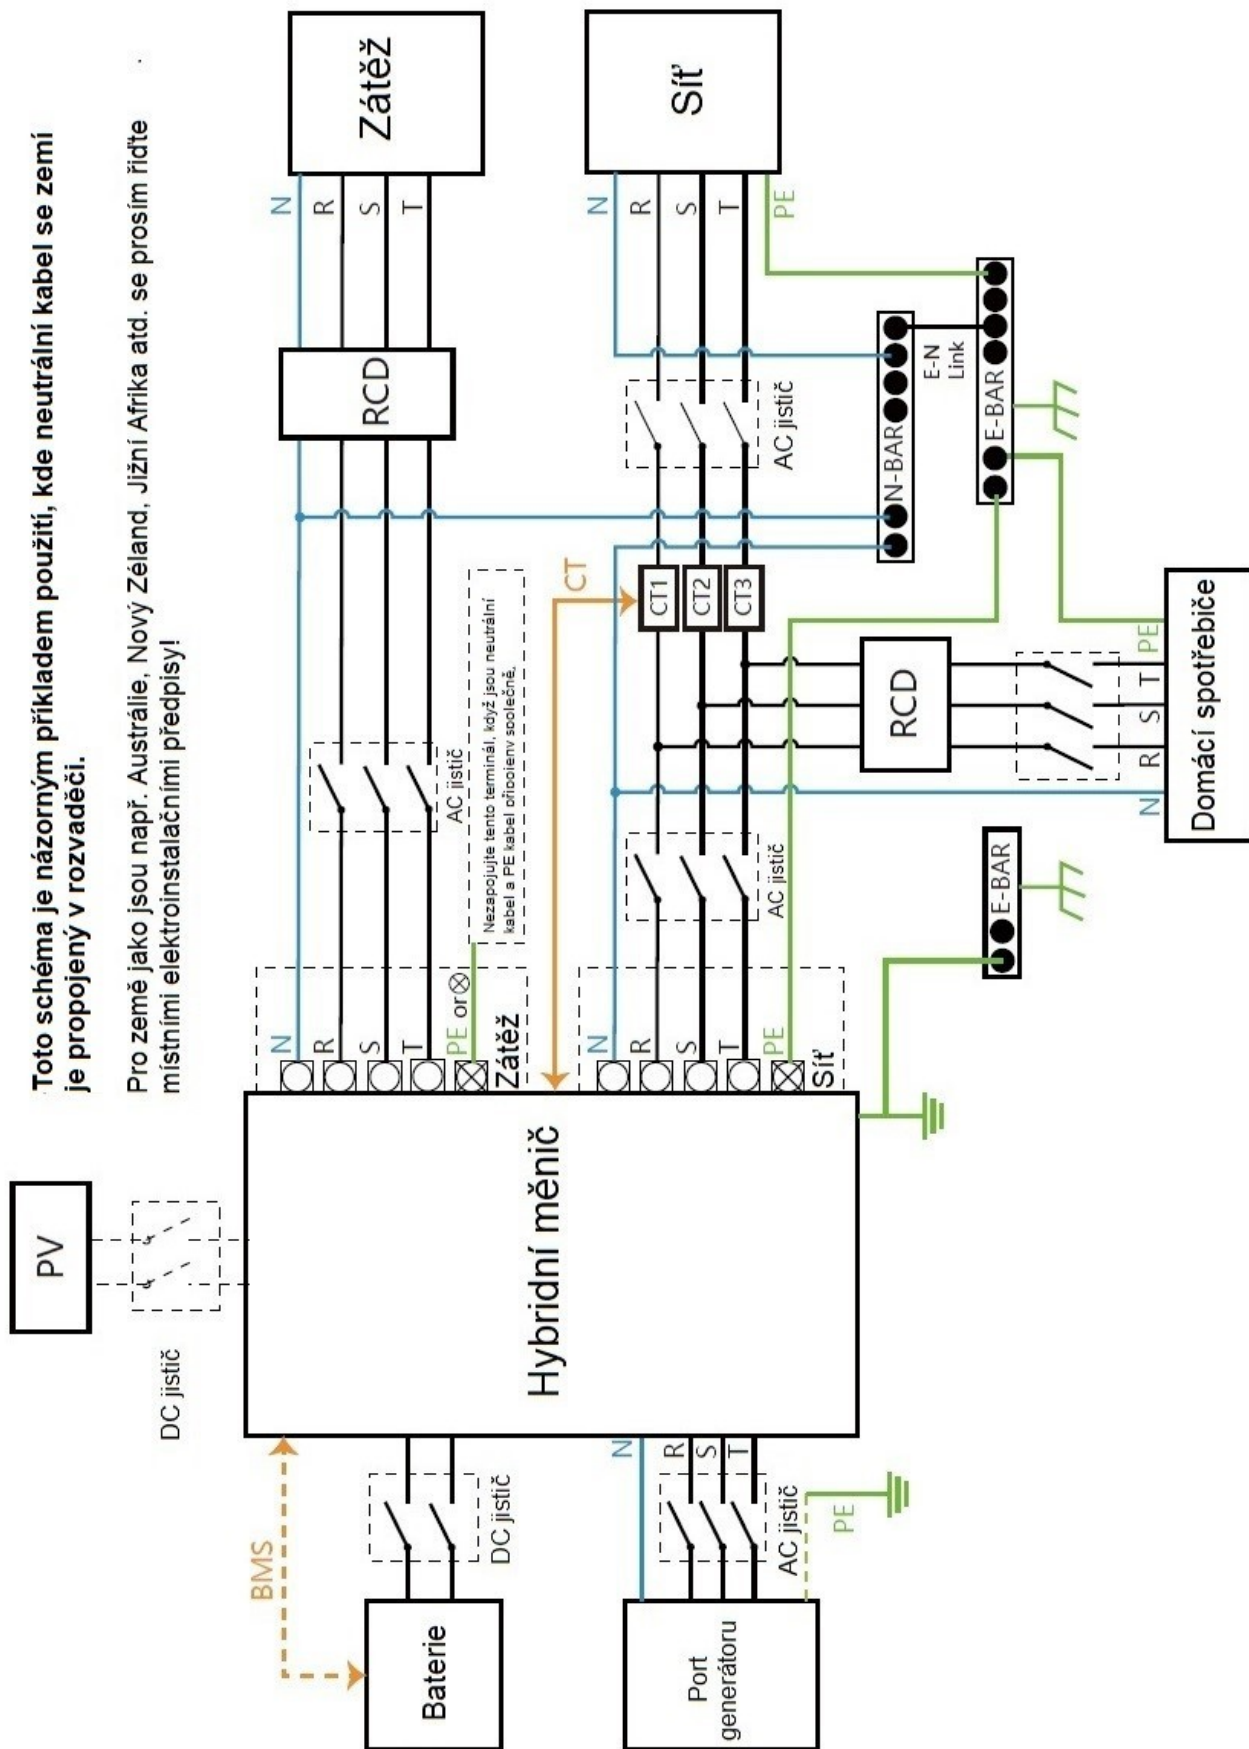 Toto schéma je názorným příkladem použití, kde neutrální kabel se zemí
je propojený v rozvaděči.
Pro země jako jsou např. Austrálie, Nový Zéland, Jižní Afrika atd. se prosím řiďte
místními elektroinstalačními předpisy!
PV
DC jistič
BMS
Baterie
DC jistič
Hybridní měnič
N
R
S
T
PE or
Zátěž
AC jistič
Nezapojujte tento terminál, když jsou neutrální
kabel a PE kabel připojeny společně.
RCD
N
R
S
T
Zátěž
CT
N
R
S
T
PE
Síť
AC jistič
CT1
CT2
CT3
AC jistič
N
R
S
T
PE
Síť
N-BAR
E-N
Link
E-BAR
RCD
N
R
S
T
PE
Domácí spotřebiče
E-BAR
Port
generátoru
N
R
S
T
AC jistič
PE